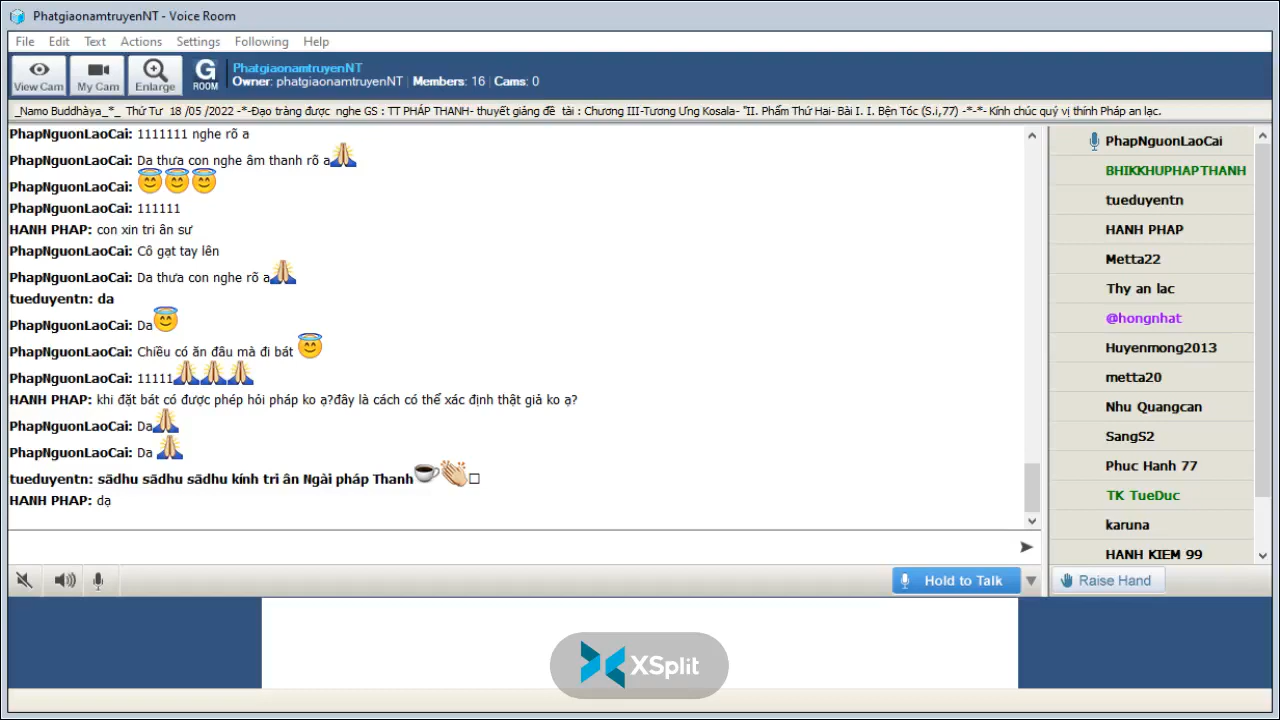 PhatgiaonamtruyenNT - Voice Room
File Edit Text Actions Settings Following Help
View Cam
My Cam
Enlarge
G ROOM
PhatgiaonamtruyenNT
Owner: phatgiaonamtruyenNT | Members: 16 | Cams: 0
_Namo Buddhàya_*_ Thứ Tư 18 /05 /2022 -*-Đạo tràng được nghe GS : TT PHÁP THANH- thuyết giảng đề tài : Chương III-Tương Ưng Kosala- "II. Phẩm Thứ Hai- Bài I. I. Bện Tóc (S.i,77) -*-*- Kính chúc quý vị thính Pháp an lạc.
PhapNguonLaoCai: 1111111 nghe rõ a
PhapNguonLaoCai: Da thưa con nghe âm thanh rõ a🙏
PhapNguonLaoCai: 😇😇😇
PhapNguonLaoCai: 111111
HANH PHAP: con xin tri ân sư
PhapNguonLaoCai: Cô gạt tay lên
PhapNguonLaoCai: Da thưa con nghe rõ a🙏
tueduyentn: da
PhapNguonLaoCai: Da😇
PhapNguonLaoCai: Chiều có ăn đâu mà đi bát 😇
PhapNguonLaoCai: 11111🙏🙏🙏
HANH PHAP: khi đặt bát có được phép hỏi pháp ko ạ?đây là cách có thể xác định thật giả ko ạ?
PhapNguonLaoCai: Da🙏
PhapNguonLaoCai: Da 🙏
tueduyentn: sādhu sādhu sādhu kính tri ân Ngài pháp Thanh☕👏□
HANH PHAP: dạ
PhapNguonLaoCai
BHIKKHUPHAPTHANH
tueduyentn
HANH PHAP
Metta22
Thy an lac
@hongnhat
Huyenmong2013
metta20
Nhu Quangcan
SangS2
Phuc Hanh 77
TK TueDuc
karuna
HANH KIEM 99
Hold to Talk
Raise Hand
XSplit